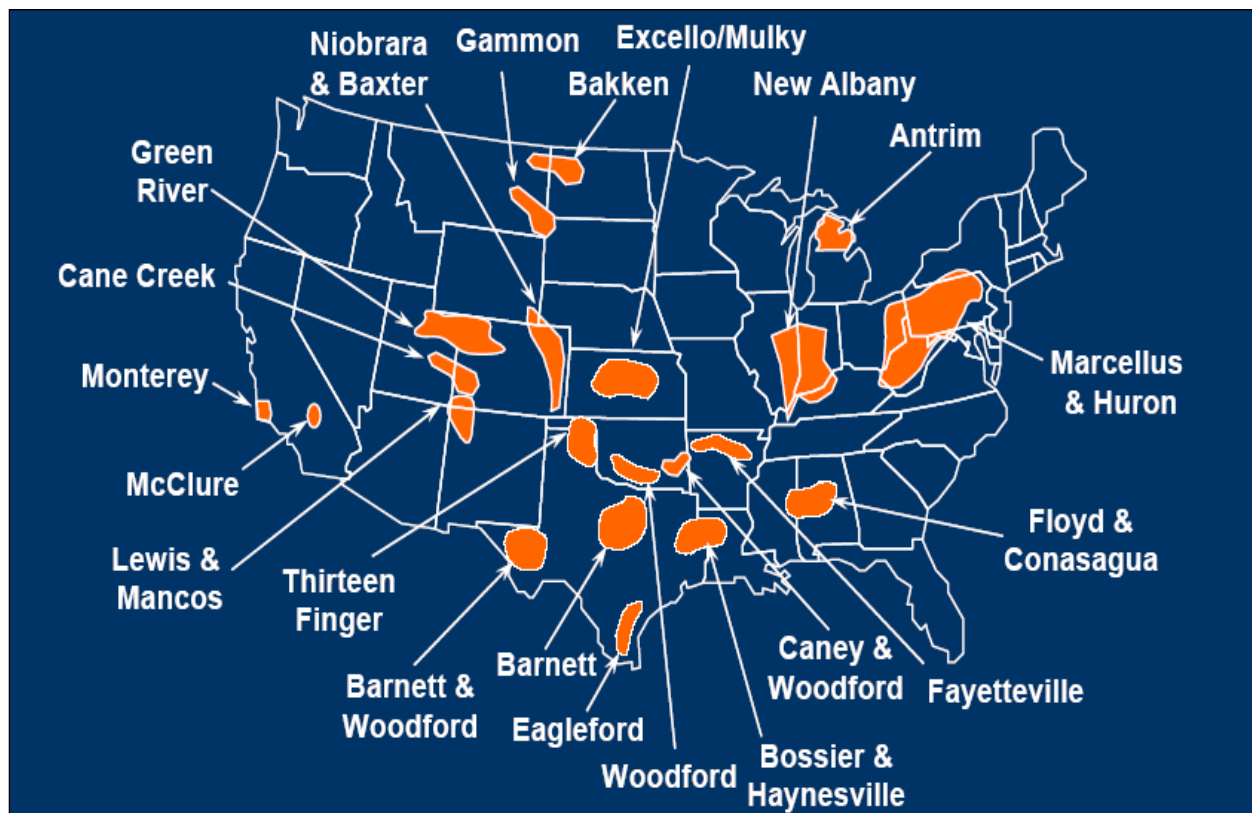 Niobrara
& Baxter
Gammon
Excello/Mulky
Bakken
New Albany
Antrim
Green
River
Cane Creek
Monterey
McClure
Lewis &
Mancos
Thirteen
Finger
Barnett &
Woodford
Barnett
Eagleford
Woodford
Bossier &
Haynesville
Caney &
Woodford
Fayetteville
Floyd &
Conasagua
Marcellus
& Huron